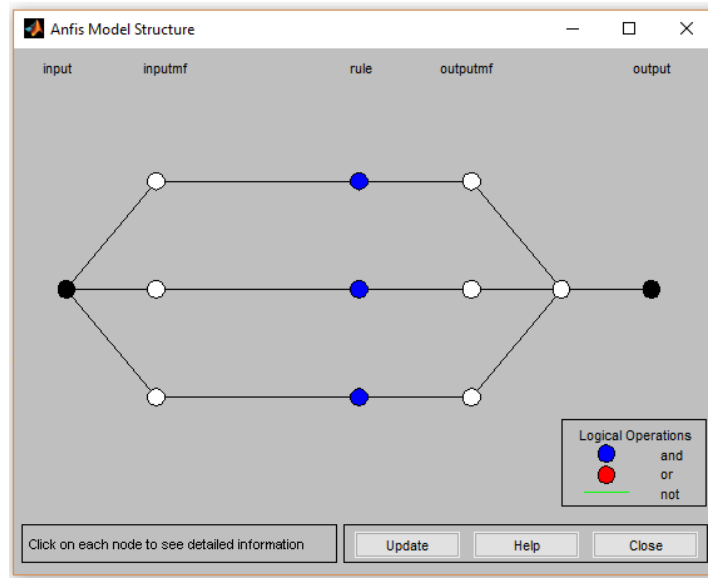 Anfis Model Structure
input inputmf rule outputmf output
Logical Operations
and
or
not
Click on each node to see detailed information
Update Help Close